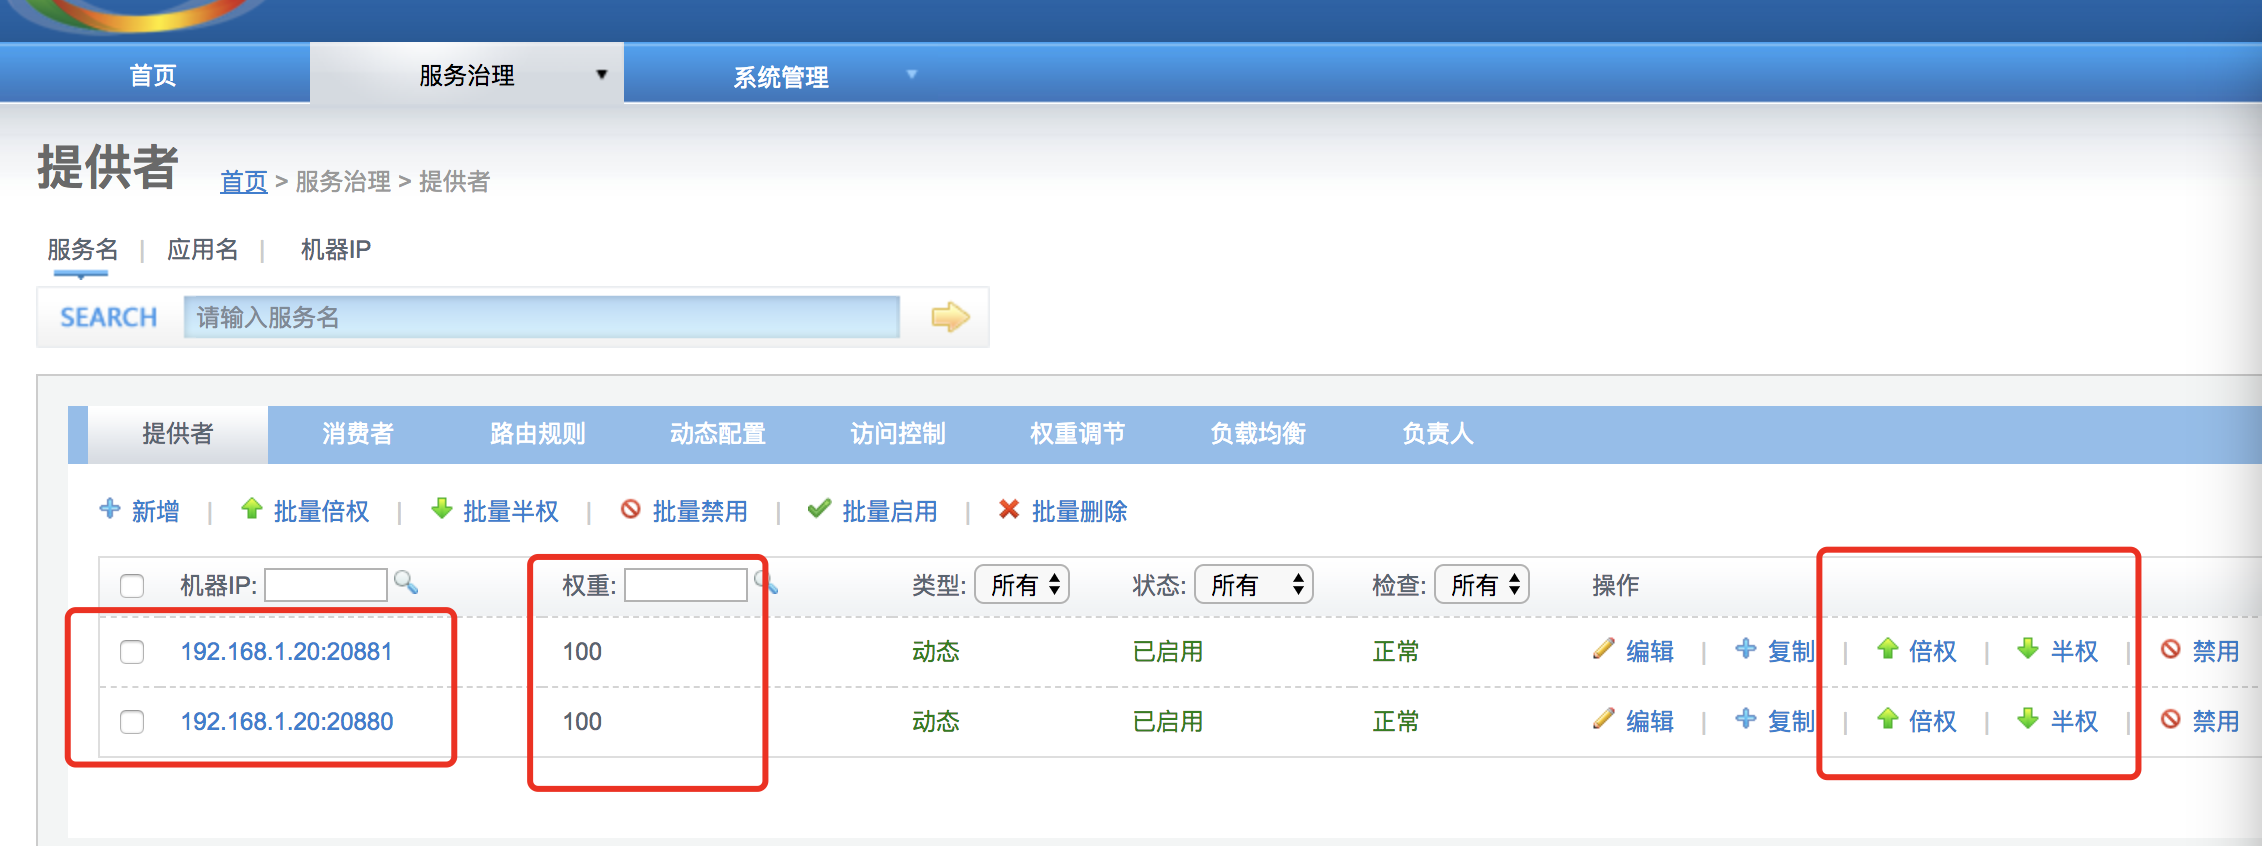 首页 服务治理 系统管理
提供者 首页 > 服务治理 > 提供者
服务名 | 应用名 | 机器IP
SEARCH 请输入服务名
提供者 消费者 路由规则 动态配置 访问控制 权重调节 负载均衡 负责人
新增 | 批量倍权 | 批量半权 | 批量禁用 | 批量启用 | 批量删除
机器IP: 权重: 类型: 所有 状态: 所有 检查: 所有 操作
192.168.1.20:20881 100 动态 已启用 正常 编辑 | 复制 | 倍权 | 半权 | 禁用
192.168.1.20:20880 100 动态 已启用 正常 编辑 | 复制 | 倍权 | 半权 | 禁用